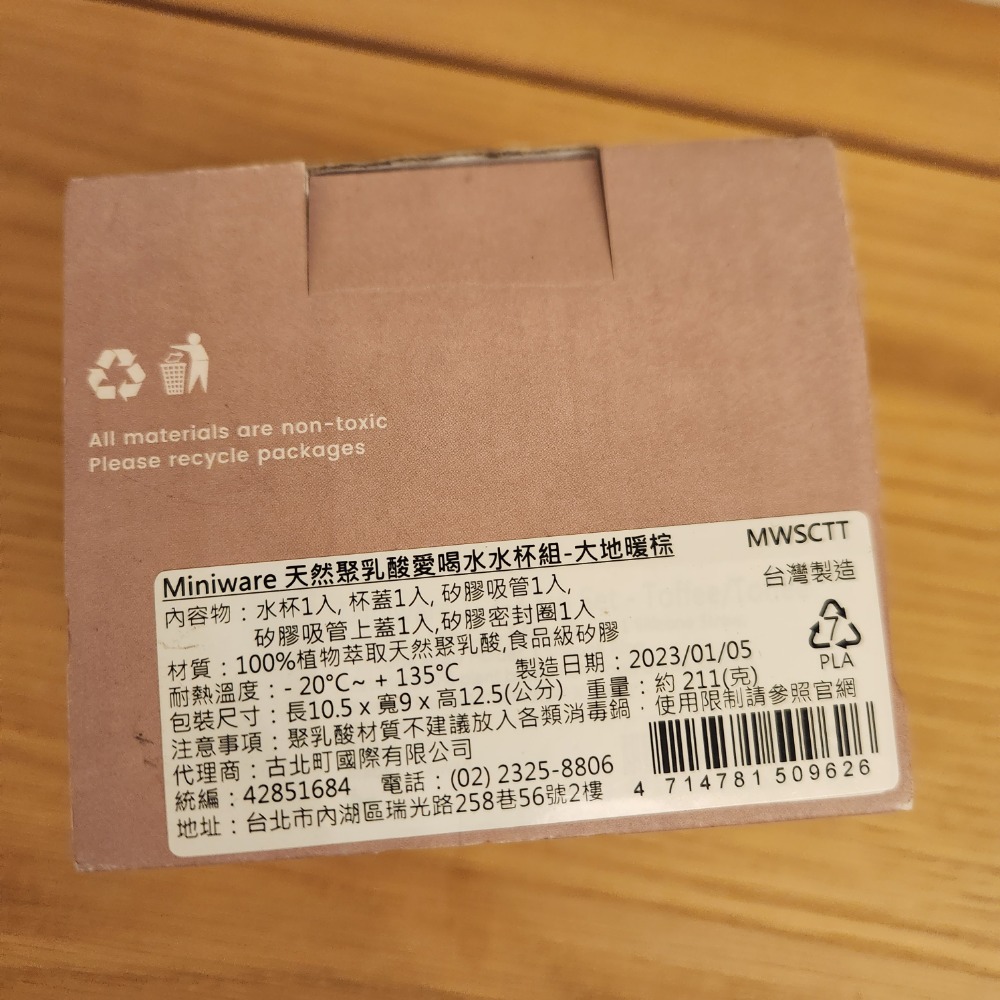 All materials are non-toxic
Please recycle packages
Miniware 天然聚乳酸愛喝水水杯組-大地暖棕
MWSCTT
內容物：水杯1入, 杯蓋1入, 矽膠吸管1入,
台灣製造
矽膠吸管上蓋1入,矽膠密封圈1入
7
PLA
材質：100%植物萃取天然聚乳酸,食品級矽膠
耐熱溫度：- 20°C~ + 135°C 製造日期：2023/01/05
包裝尺寸：長10.5 x 寬9 x 高12.5(公分) 重量：約 211(克)
注意事項：聚乳酸材質不建議放入各類消毒鍋．使用限制請參照官網
代理商：古北町國際有限公司
統編：42851684 電話：(02) 2325-8806
地址：台北市內湖區瑞光路258巷56號2樓
4 714781 509626